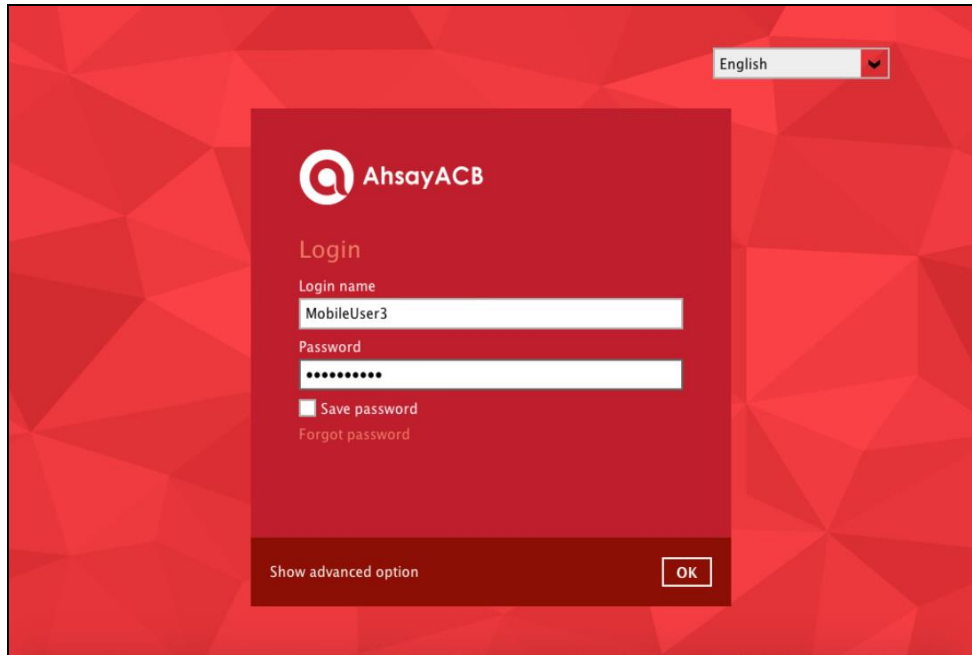 English
AhsayACB
Login
Login name
MobileUser3
Password
••••••••••
Save password
Forgot password
Show advanced option
OK